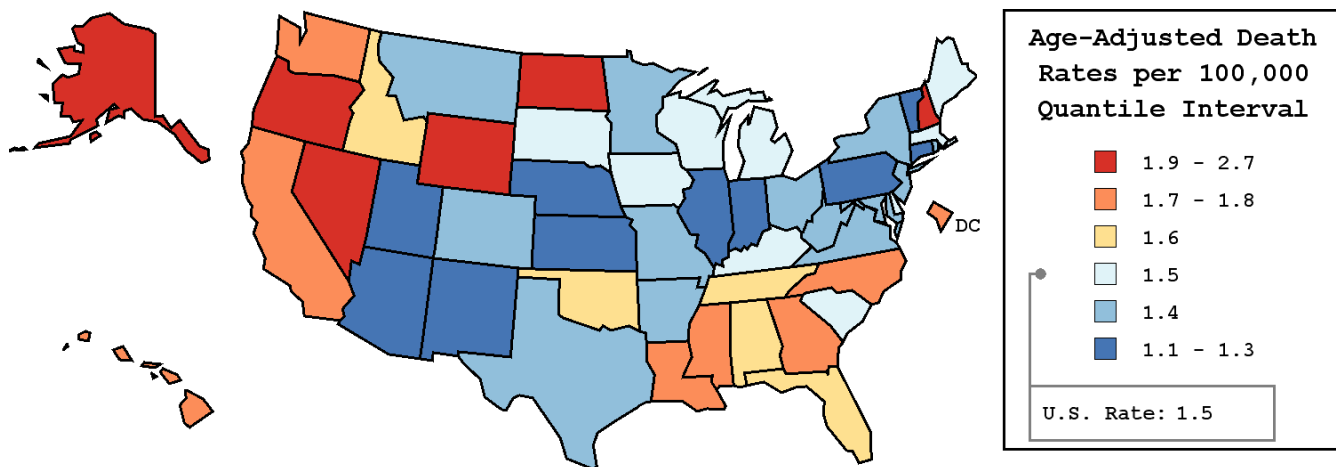 Age-Adjusted Death
Rates per 100,000
Quantile Interval
1.9 - 2.7
1.7 - 1.8
1.6
1.5
1.4
1.1 - 1.3
U.S. Rate: 1.5
DC